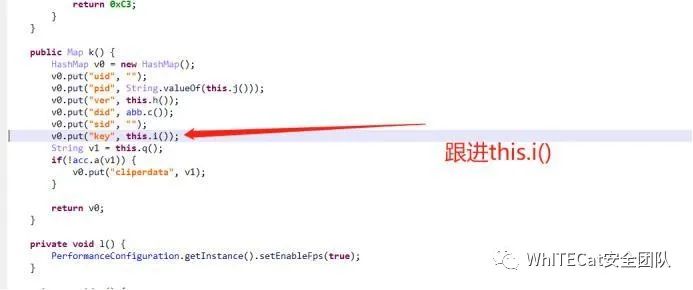 return 0xC3;
}
}
public Map k() {
HashMap v0 = new HashMap();
v0.put("uid", "");
v0.put("pid", String.valueOf(this.j()));
v0.put("ver", this.h());
v0.put("did", abb.c());
v0.put("sid", "");
v0.put("key", this.i());
String v1 = this.q();
if(!acc.a(v1)) {
v0.put("cliperdata", v1);
}
return v0;
}
跟进this.i()
private void l() {
PerformanceConfiguration.getInstance().setEnableFps(true);
}
WhITECat安全团队